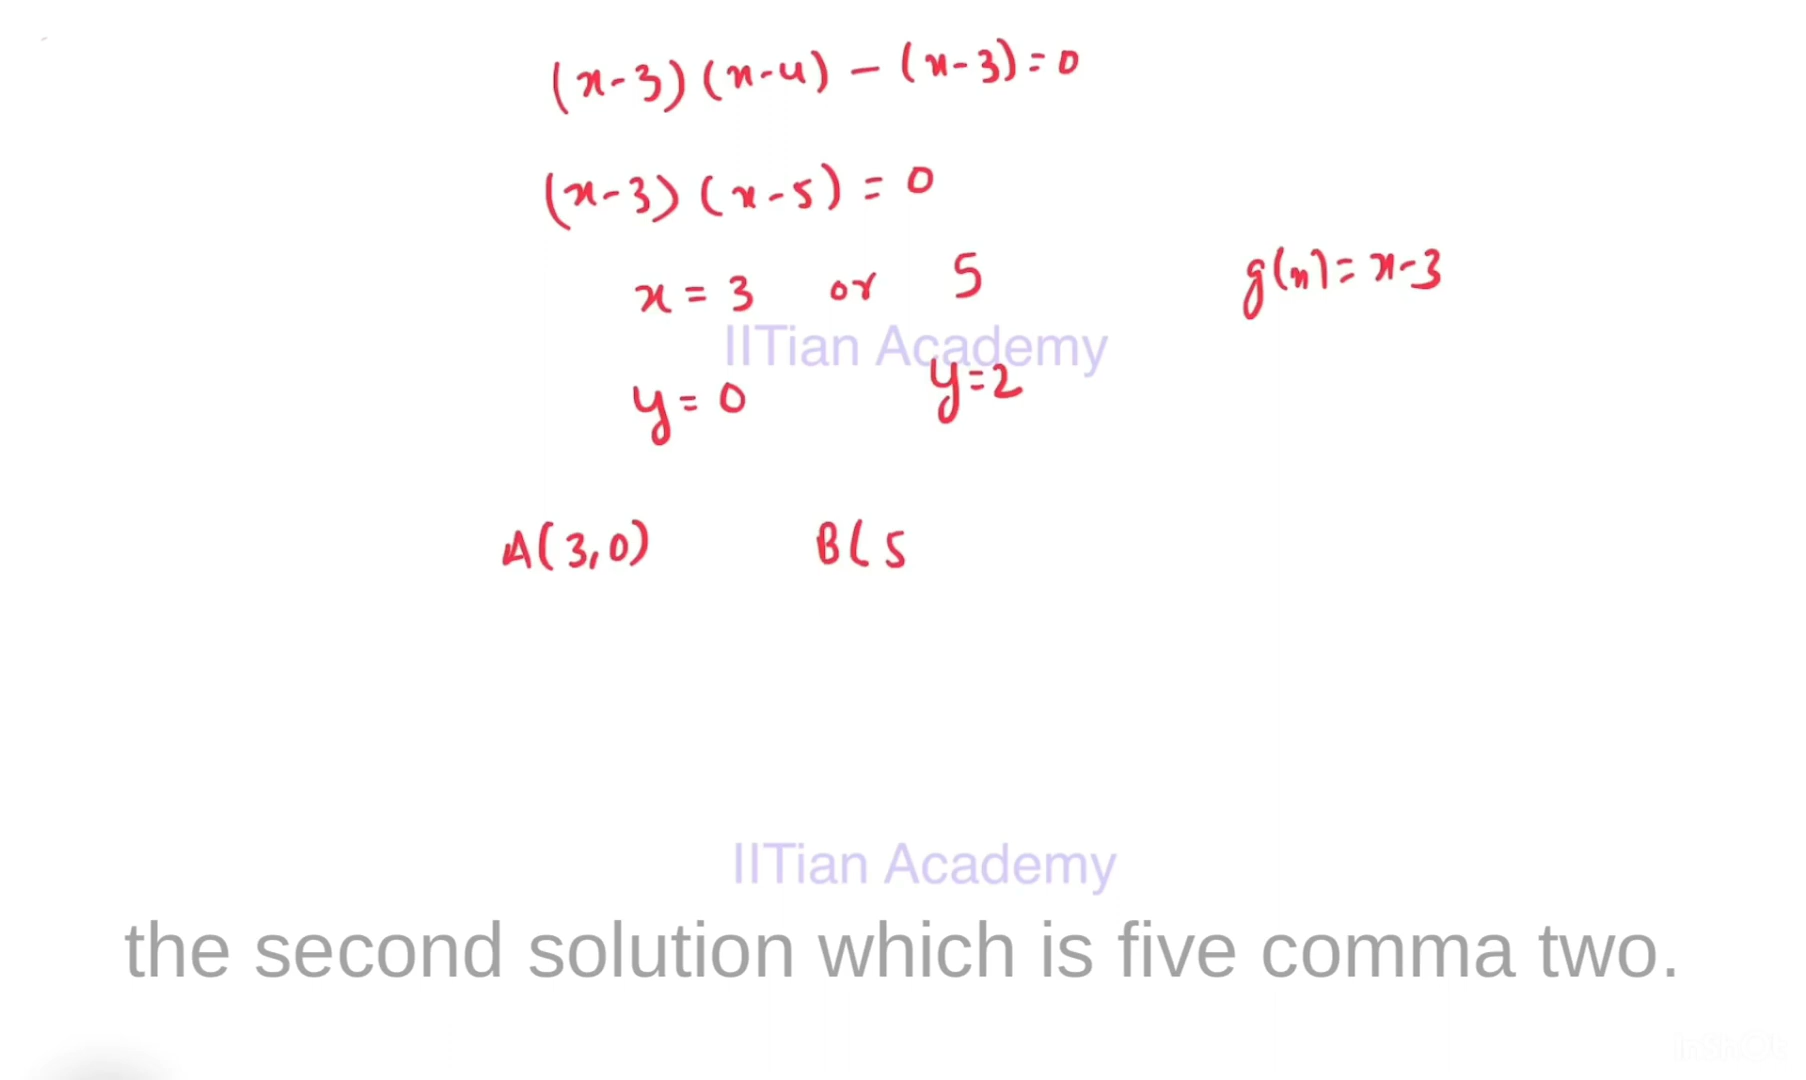 (x-3)(x-4) - (x-3) = 0
(x-3)(x-5) = 0
x = 3 or 5
g(x) = x-3
IITian Academy
y = 0 y = 2
A(3,0) B(5
IITian Academy
the second solution which is five comma two.